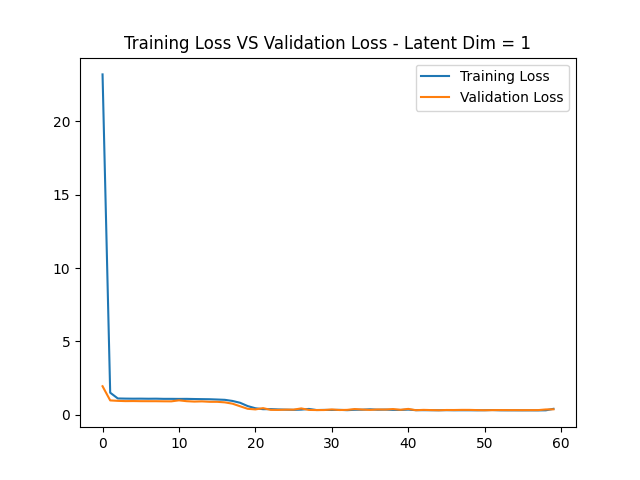 Training Loss VS Validation Loss - Latent Dim = 1
Training Loss
Validation Loss
20
15
10
5
0
0 10 20 30 40 50 60